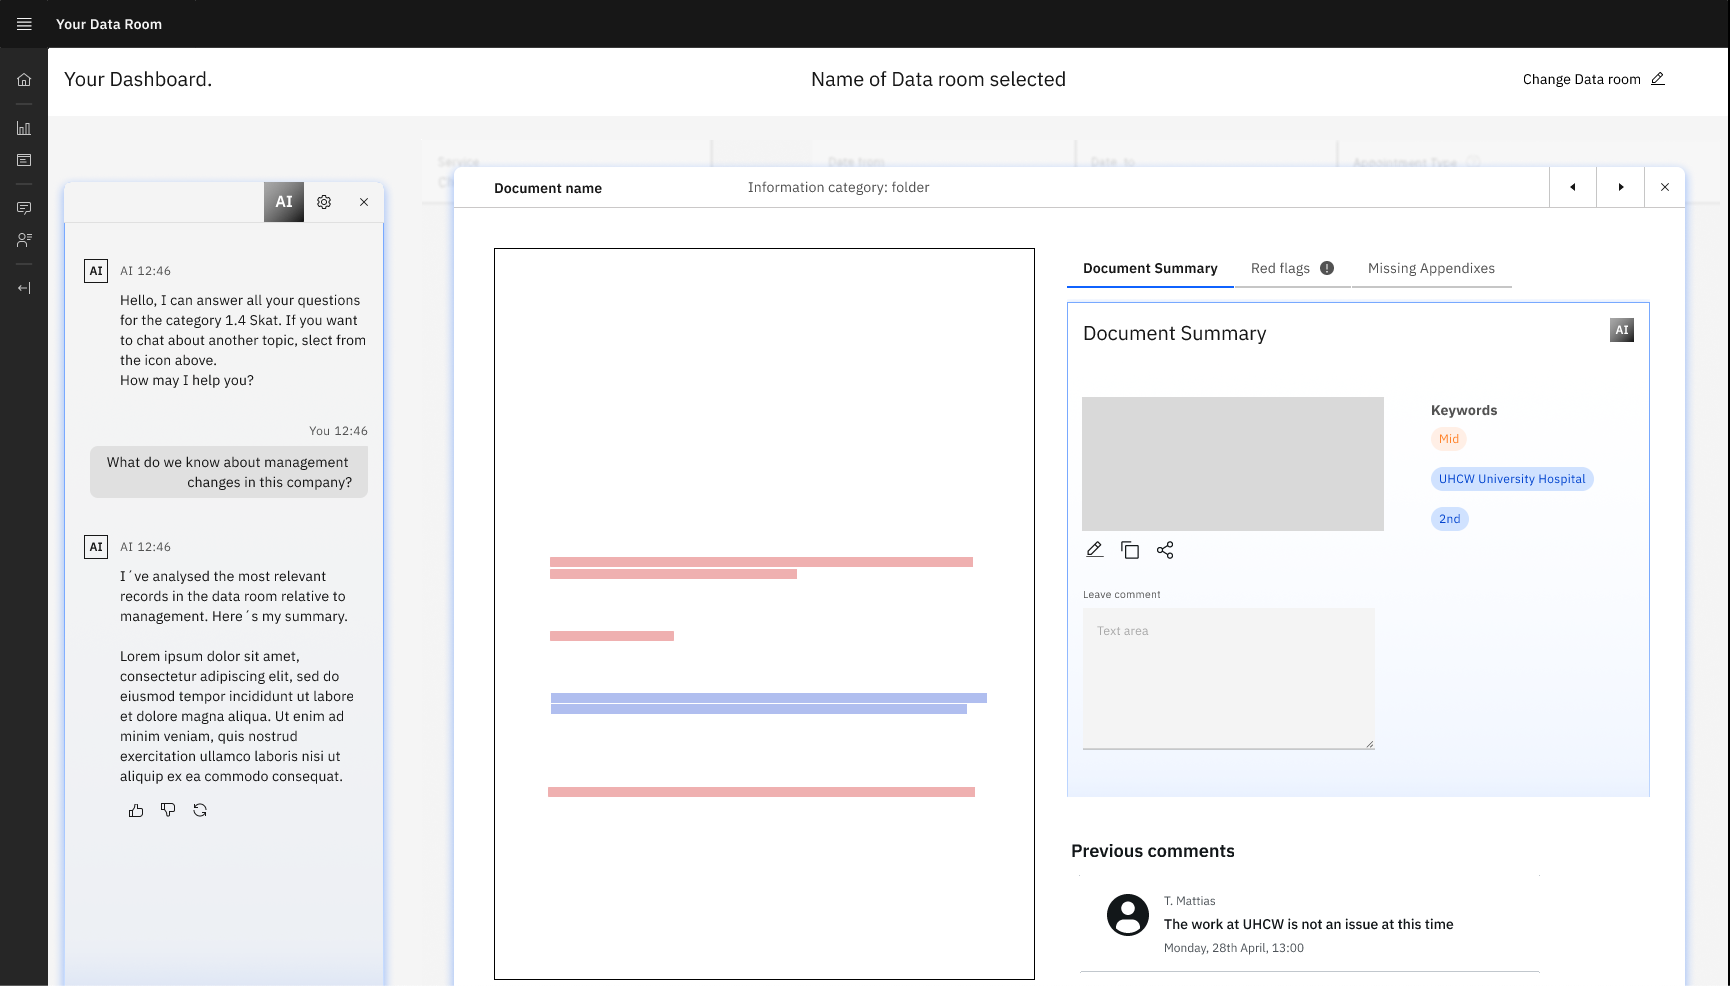 Your Data Room
Your Dashboard.
Name of Data room selected
Change Data room
Service
Date from
Date to
Appointment Type
AI
AI
AI 12:46
Hello, I can answer all your questions
for the category 1.4 Skat. If you want
to chat about another topic, slect from
the icon above.
How may I help you?
You 12:46
What do we know about management
changes in this company?
AI
AI 12:46
I´ve analysed the most relevant
records in the data room relative to
management. Here´s my summary.
Lorem ipsum dolor sit amet,
consectetur adipiscing elit, sed do
eiusmod tempor incididunt ut labore
et dolore magna aliqua. Ut enim ad
minim veniam, quis nostrud
exercitation ullamco laboris nisi ut
aliquip ex ea commodo consequat.
Document name
Information category: folder
Document Summary
Red flags
Missing Appendixes
Document Summary
AI
Keywords
Mid
UHCW University Hospital
2nd
Leave comment
Text area
Previous comments
T. Mattias
The work at UHCW is not an issue at this time
Monday, 28th April, 13:00